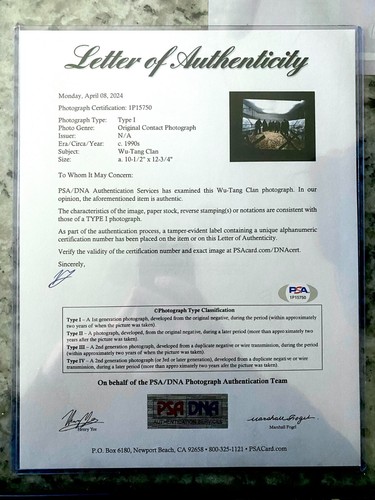 Letter of Authenticity
Monday, April 08, 2024
Photograph Certification: 1P15750
Photograph Type: Type I
Photo Genre: Original Contact Photograph
Issuer: N/A
Era/Circa/Year: c. 1990s
Subject: Wu-Tang Clan
Size: a. 10-1/2" x 12-3/4"
To Whom It May Concern:
PSA/DNA Authentication Services has examined this Wu-Tang Clan photograph. In our
opinion, the aforementioned item is authentic.
The characteristics of the image, paper stock, reverse stamping(s) or notations are consistent with
those of a TYPE I photograph.
As part of the authentication process, a tamper-evident label containing a unique alphanumeric
certification number has been placed on the item or on this Letter of Authenticity.
Verify the validity of the certification number and exact image at PSAcard.com/DNAcert.
Sincerely,
PSA
1P15750
©Photograph Type Classification
Type I – A 1st generation photograph, developed from the original negative, during the period (within approximately
two years of when the picture was taken).
Type II – A photograph, developed from the original negative, during a later period (more than approximately two
years after the picture was taken).
Type III – A 2nd generation photograph, developed from a duplicate negative or wire transmission, during the period
(within approximately two years of when the picture was taken).
Type IV – A 2nd generation photograph (or 3rd or later generation), developed from a duplicate negative or wire
transmission, during a later period (more than approximately two years after the picture was taken).
On behalf of the PSA/DNA Photograph Authentication Team
PSA DNA
AUTHENTICATION SERVICES
Henry Yee
Marshall Fogel
Henry Yee
Marshall Fogel
P.O. Box 6180, Newport Beach, CA 92658 • 800-325-1121 • PSACard.com